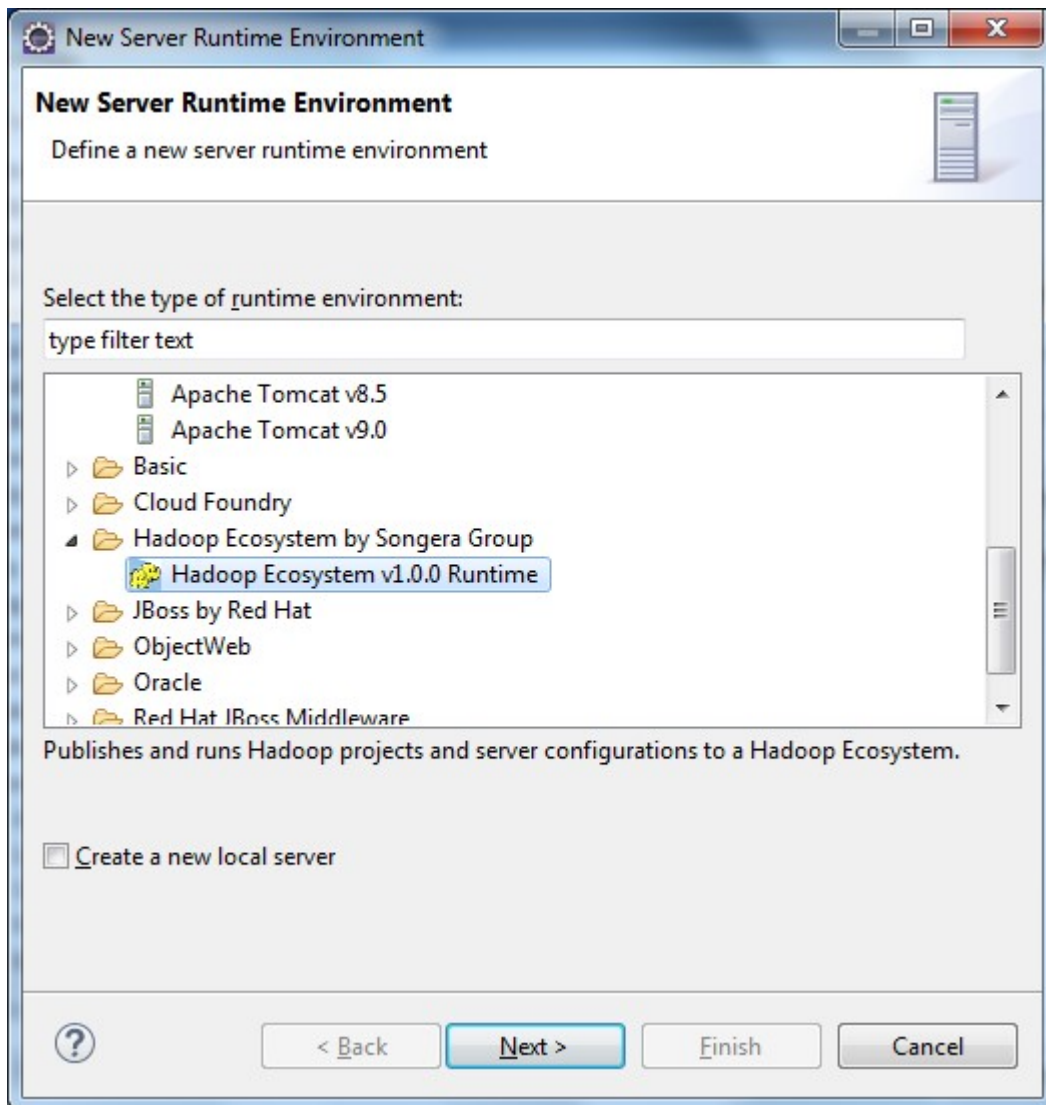 New Server Runtime Environment
New Server Runtime Environment
Define a new server runtime environment
Select the type of runtime environment:
type filter text
Apache Tomcat v8.5
Apache Tomcat v9.0
Basic
Cloud Foundry
Hadoop Ecosystem by Songera Group
Hadoop Ecosystem v1.0.0 Runtime
JBoss by Red Hat
ObjectWeb
Oracle
Red Hat JBoss Middleware
Publishes and runs Hadoop projects and server configurations to a Hadoop Ecosystem.
Create a new local server
? < Back Next > Finish Cancel